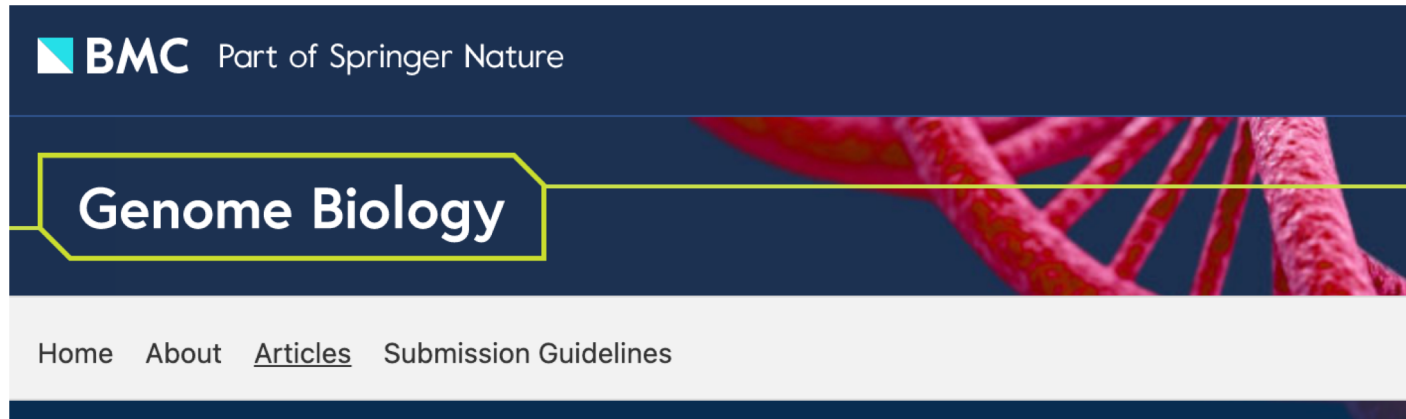 BMC Part of Springer Nature
Genome Biology
Home About Articles Submission Guidelines